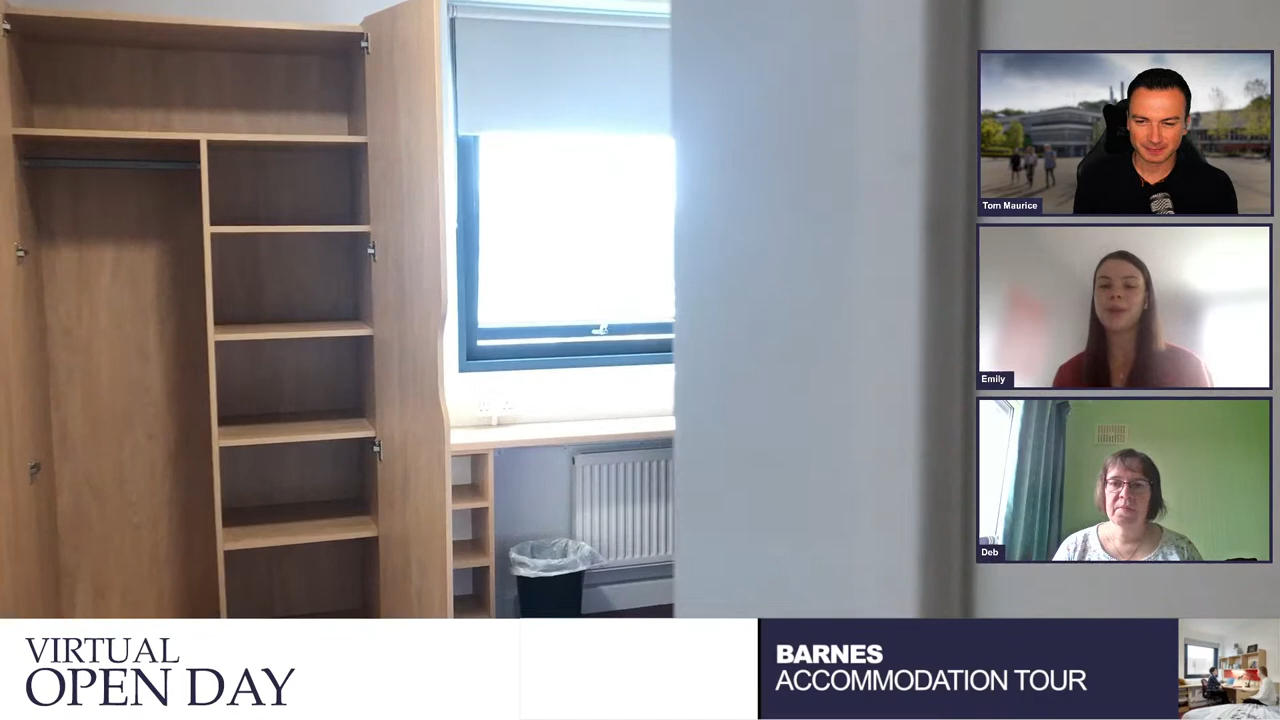 Tom Maurice
Emily
Deb
VIRTUAL
OPEN DAY
BARNES
ACCOMMODATION TOUR